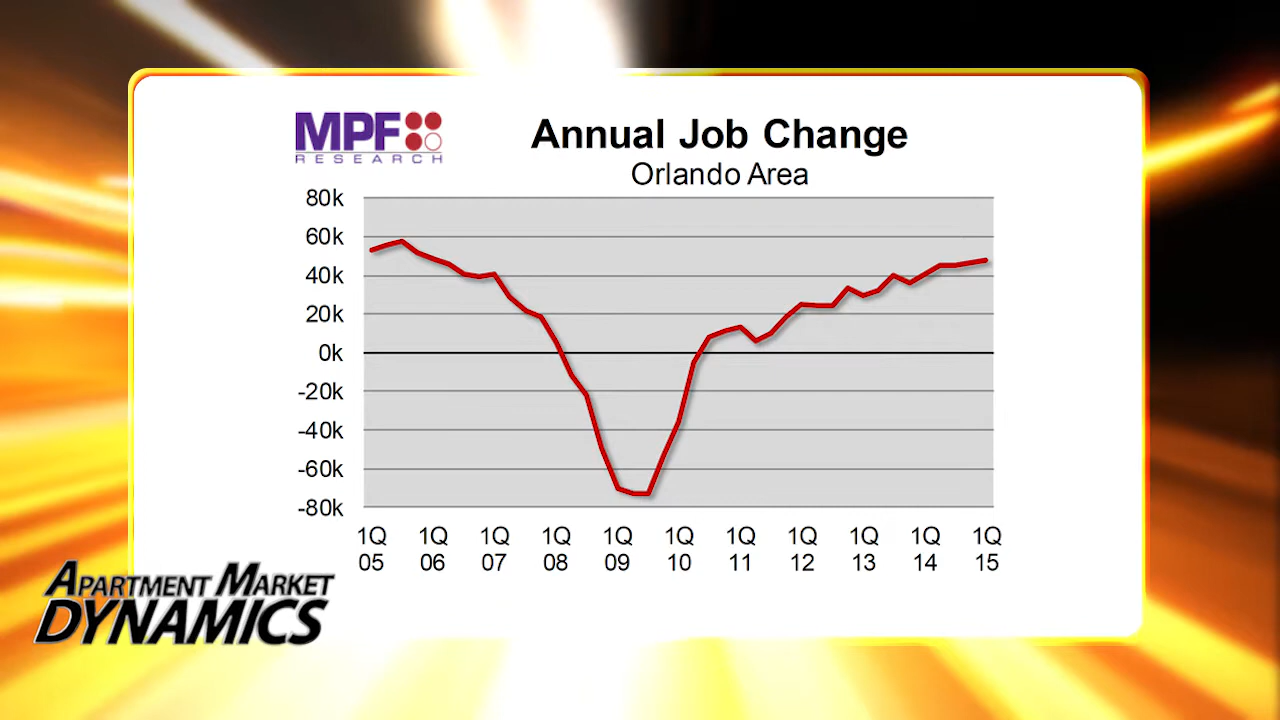 MPF
RESEARCH
Annual Job Change
Orlando Area
80k
60k
40k
20k
0k
-20k
-40k
-60k
-80k
1Q 1Q 1Q 1Q 1Q 1Q 1Q 1Q 1Q 1Q 1Q
05 06 07 08 09 10 11 12 13 14 15
APARTMENT MARKET
DYNAMICS